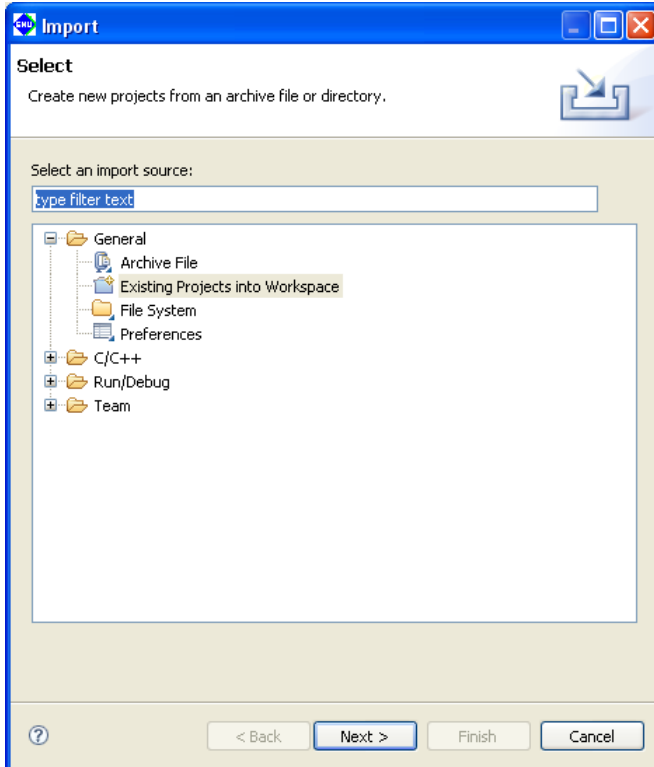 GNU Import
Select
Create new projects from an archive file or directory.
Select an import source:
type filter text
General
Archive File
Existing Projects into Workspace
File System
Preferences
C/C++
Run/Debug
Team
? < Back Next > Finish Cancel